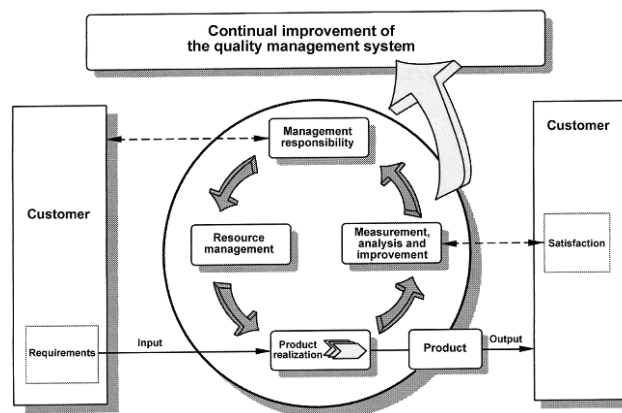 Continual improvement of
the quality management system
Customer
Management
responsibility
Customer
Customer
Resource
management
Measurement,
analysis and
improvement
Satisfaction
Requirements
Input
Product
realization
Product
Output